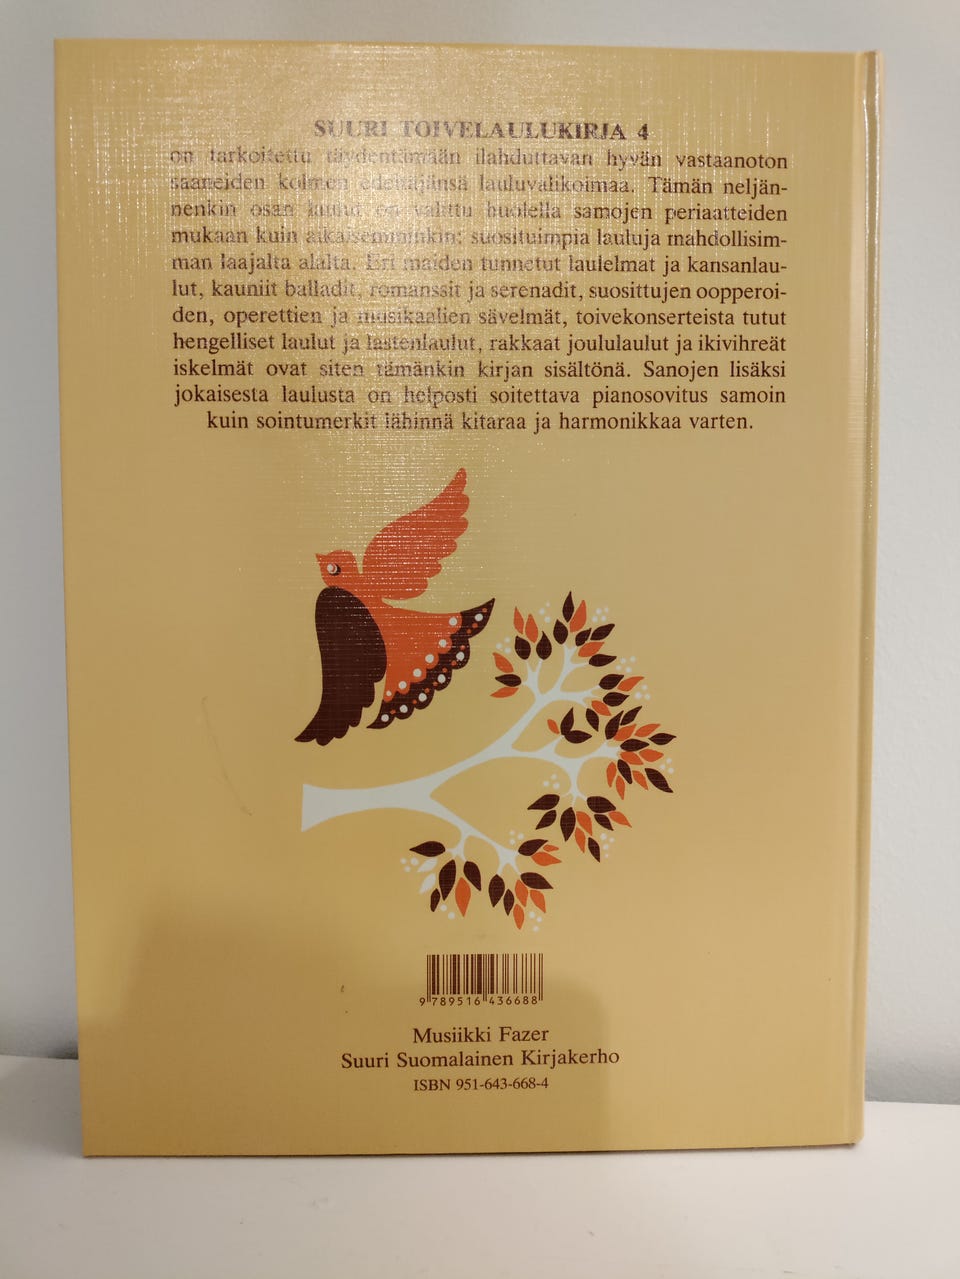 SUURI TOIVELAULUKIRJA 4
on tarkoitettu täydentämään ilahduttavan hyvän vastaanoton
saaneiden kolmen edeltäjänsä lauluvalikoimaa. Tämän neljän-
nenkin osan laulut on valittu huolella samojen periaatteiden
mukaan kuin aikaisemminkin: suosituimpia lauluja mahdollisim-
man laajalta alalta. Eri maiden tunnetut laulelmat ja kansanlau-
lut, kauniit balladit, romanssit ja serenadit, suosittujen oopperoi-
den, operettien ja musikaalien sävelmät, toivekonserteista tutut
hengelliset laulut ja lastenlaulut, rakkaat joululaulut ja ikivihreät
iskelmät ovat siten tämänkin kirjan sisältönä. Sanojen lisäksi
jokaisesta laulusta on helposti soitettava pianosovitus samoin
kuin sointumerkit lähinnä kitaraa ja harmonikkaa varten.
9 789516 436688
Musiikki Fazer
Suuri Suomalainen Kirjakerho
ISBN 951-643-668-4